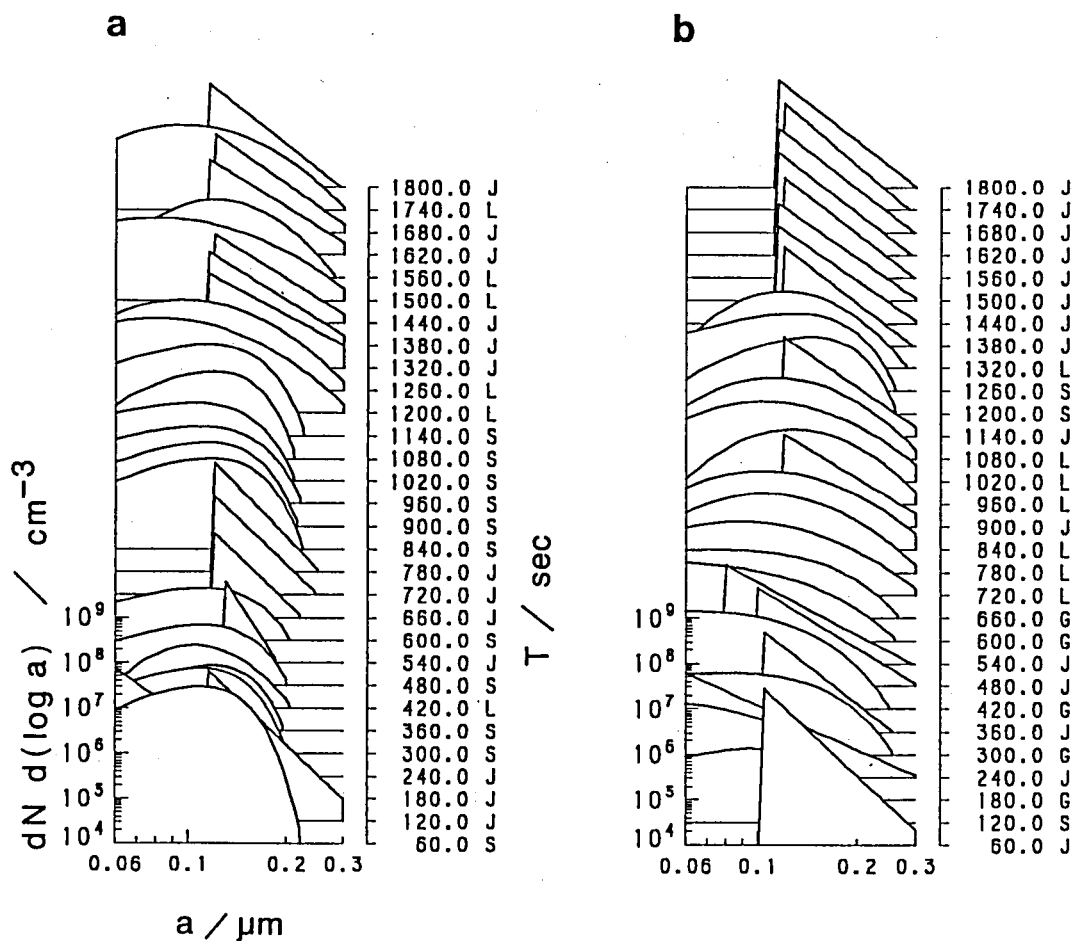 a
b
1800.0 J
1740.0 L
1680.0 J
1620.0 J
1560.0 L
1500.0 L
1440.0 J
1380.0 J
1320.0 J
1260.0 L
1200.0 L
1140.0 S
1080.0 S
1020.0 S
960.0 S
900.0 S
840.0 S
780.0 J
720.0 J
660.0 J
600.0 S
540.0 J
480.0 S
420.0 L
360.0 S
300.0 S
240.0 J
180.0 J
120.0 J
60.0 S
dN d(log a) / cm⁻³
10⁹
10⁸
10⁷
10⁶
10⁵
10⁴
0.06 0.1 0.2 0.3
a / µm
T / sec
1800.0 J
1740.0 J
1680.0 J
1620.0 J
1560.0 J
1500.0 J
1440.0 J
1380.0 J
1320.0 L
1260.0 S
1200.0 S
1140.0 J
1080.0 L
1020.0 L
960.0 L
900.0 J
840.0 L
780.0 L
720.0 L
660.0 G
600.0 G
540.0 J
480.0 J
420.0 G
360.0 J
300.0 G
240.0 J
180.0 G
120.0 S
60.0 J
10⁹
10⁸
10⁷
10⁶
10⁵
10⁴
0.06 0.1 0.2 0.3